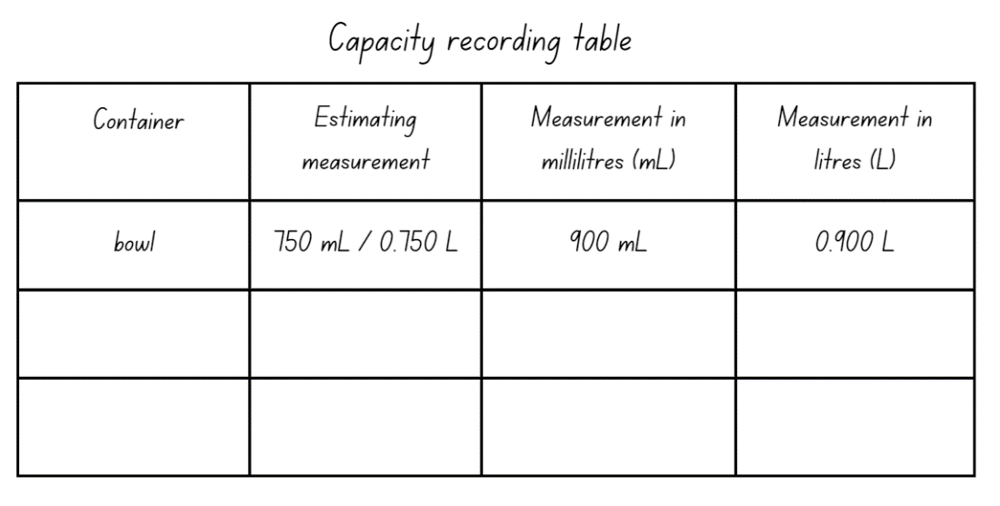 Capacity recording table
Container
Estimating
measurement
Measurement in
millilitres (mL)
Measurement in
litres (L)
bowl
750 mL / 0.750 L
900 mL
0.900 L